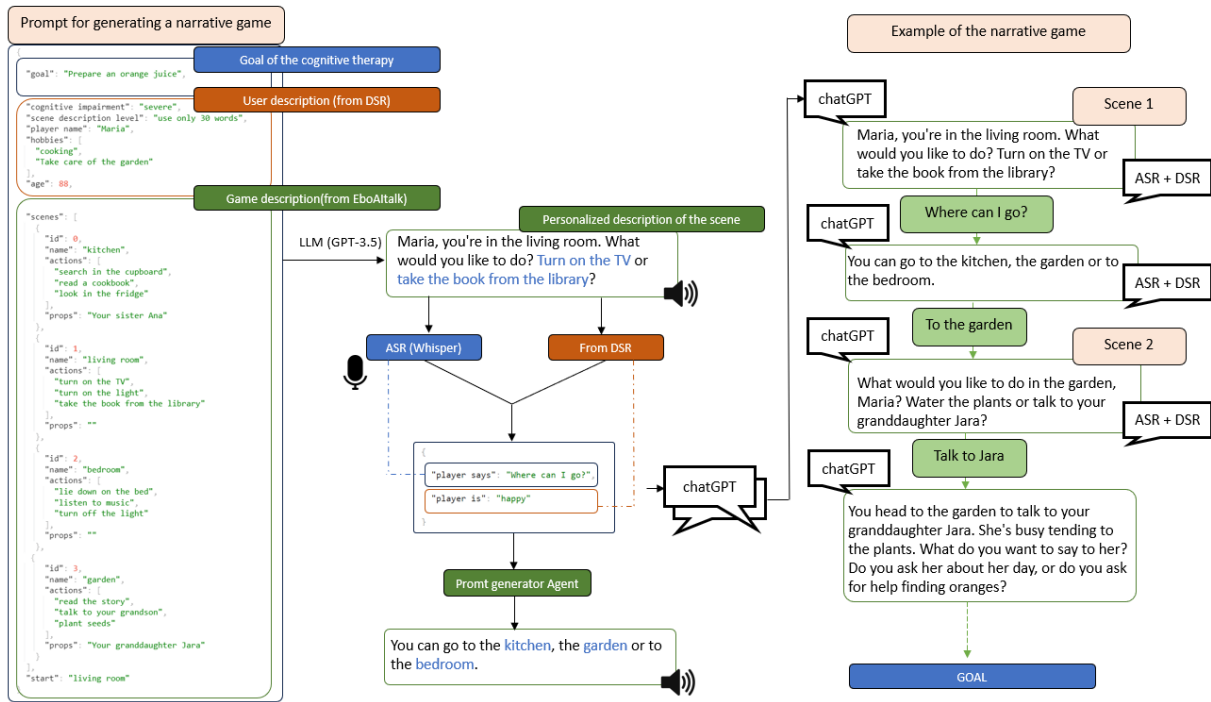 Prompt for generating a narrative game
{
Goal of the cognitive therapy
"goal": "Prepare an orange juice",
User description (from DSR)
"cognitive impairment": "severe",
"scene description level": "use only 30 words",
"player name": "Maria",
"hobbies": [
"cooking",
"Take care of the garden"
],
"age": 88,
Game description(from EboAItalk)
"scenes": [
{
"id": 0,
"name": "kitchen",
"actions": [
"search in the cupboard",
"read a cookbook",
"look in the fridge"
],
"props": "Your sister Ana"
},
{
"id": 1,
"name": "living room",
"actions": [
"turn on the TV",
"turn on the light",
"take the book from the library"
],
"props": ""
},
{
"id": 2,
"name": "bedroom",
"actions": [
"lie down on the bed",
"listen to music",
"turn off the light"
],
"props": ""
},
{
"id": 3,
"name": "garden",
"actions": [
"read the story",
"talk to your grandson",
"plant seeds"
],
"props": "Your granddaughter Jara"
}
],
"start": "living room"
LLM (GPT-3.5)
Personalized description of the scene
Maria, you're in the living room. What
would you like to do? Turn on the TV or
take the book from the library?
ASR (Whisper)
From DSR
{
"player says": "Where can I go?",
"player is": "happy"
}
chatGPT
Promt generator Agent
You can go to the kitchen, the garden or to
the bedroom.
Example of the narrative game
chatGPT
Scene 1
Maria, you're in the living room. What
would you like to do? Turn on the TV or
take the book from the library?
ASR + DSR
Where can I go?
chatGPT
You can go to the kitchen, the garden or to
the bedroom.
ASR + DSR
To the garden
chatGPT
Scene 2
What would you like to do in the garden,
Maria? Water the plants or talk to your
granddaughter Jara?
ASR + DSR
Talk to Jara
chatGPT
You head to the garden to talk to your
granddaughter Jara. She's busy tending to
the plants. What do you want to say to her?
Do you ask her about her day, or do you ask
for help finding oranges?
GOAL